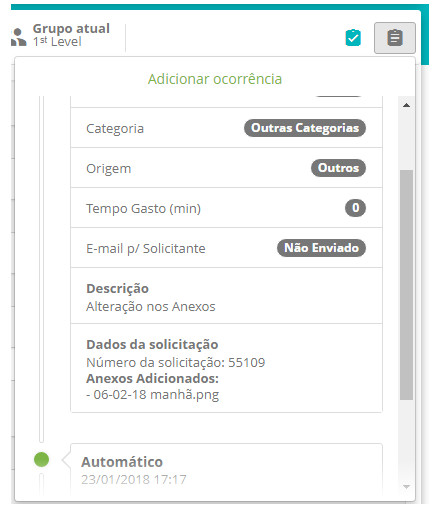 Grupo atual
1st Level
Adicionar ocorrência
Categoria Outras Categorias
Origem Outros
Tempo Gasto (min) 0
E-mail p/ Solicitante Não Enviado
Descrição
Alteração nos Anexos
Dados da solicitação
Número da solicitação: 55109
Anexos Adicionados:
- 06-02-18 manhã.png
Automático
23/01/2018 17:17